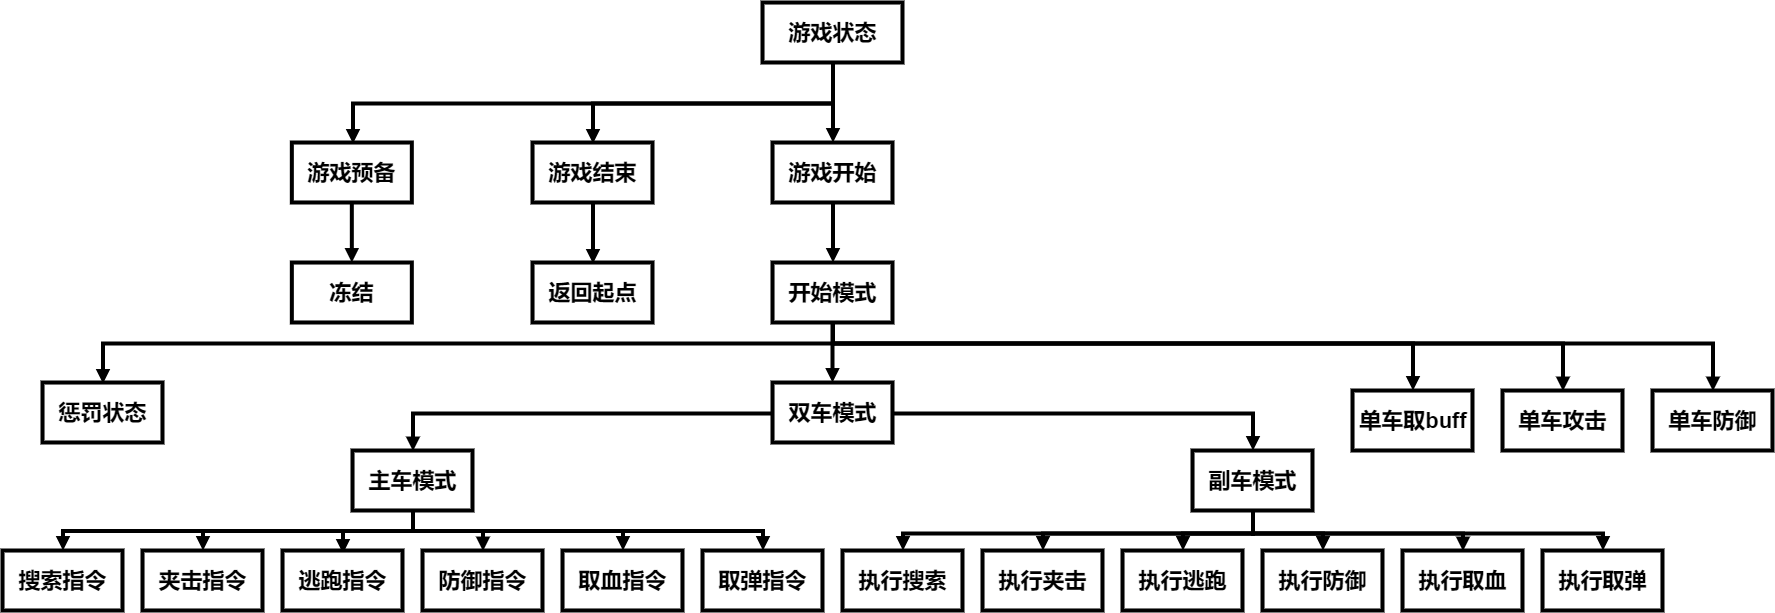 游戏状态
游戏预备
游戏结束
游戏开始
冻结
返回起点
开始模式
惩罚状态
双车模式
单车取buff
单车攻击
单车防御
主车模式
副车模式
搜索指令
夹击指令
逃跑指令
防御指令
取血指令
取弹指令
执行搜索
执行夹击
执行逃跑
执行防御
执行取血
执行取弹